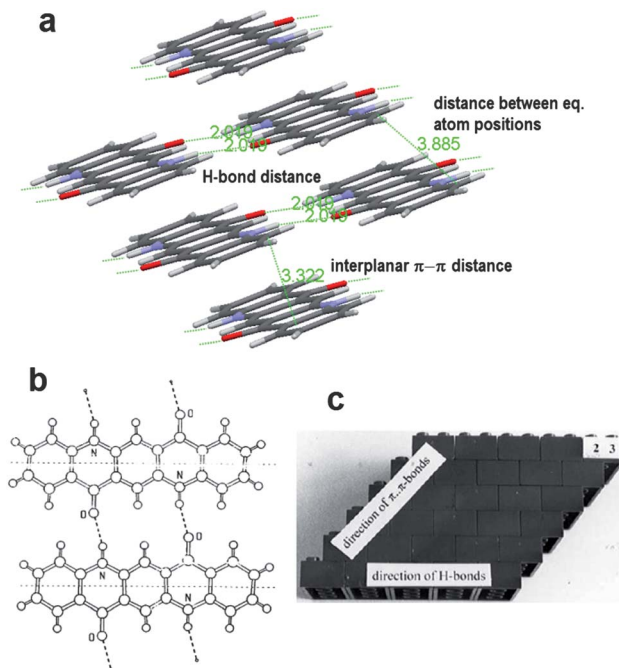 a
distance between eq.
atom positions
2.019
2.019
3.885
H-bond distance
2.019
2.019
3.322
interplanar π–π distance
b
c
O
N
N
O
O
N
N
O
2 3
direction of π..π-bonds
direction of H-bonds